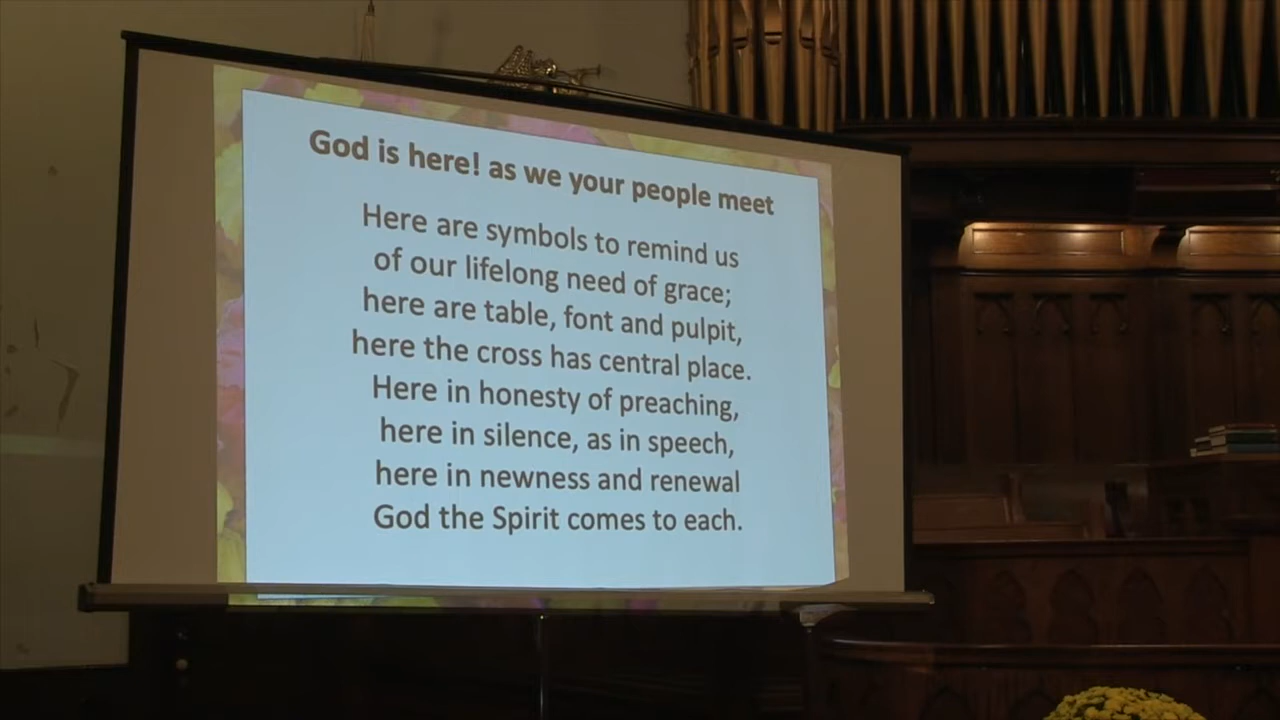 God is here! as we your people meet
Here are symbols to remind us
of our lifelong need of grace;
here are table, font and pulpit,
here the cross has central place.
Here in honesty of preaching,
here in silence, as in speech,
here in newness and renewal
God the Spirit comes to each.